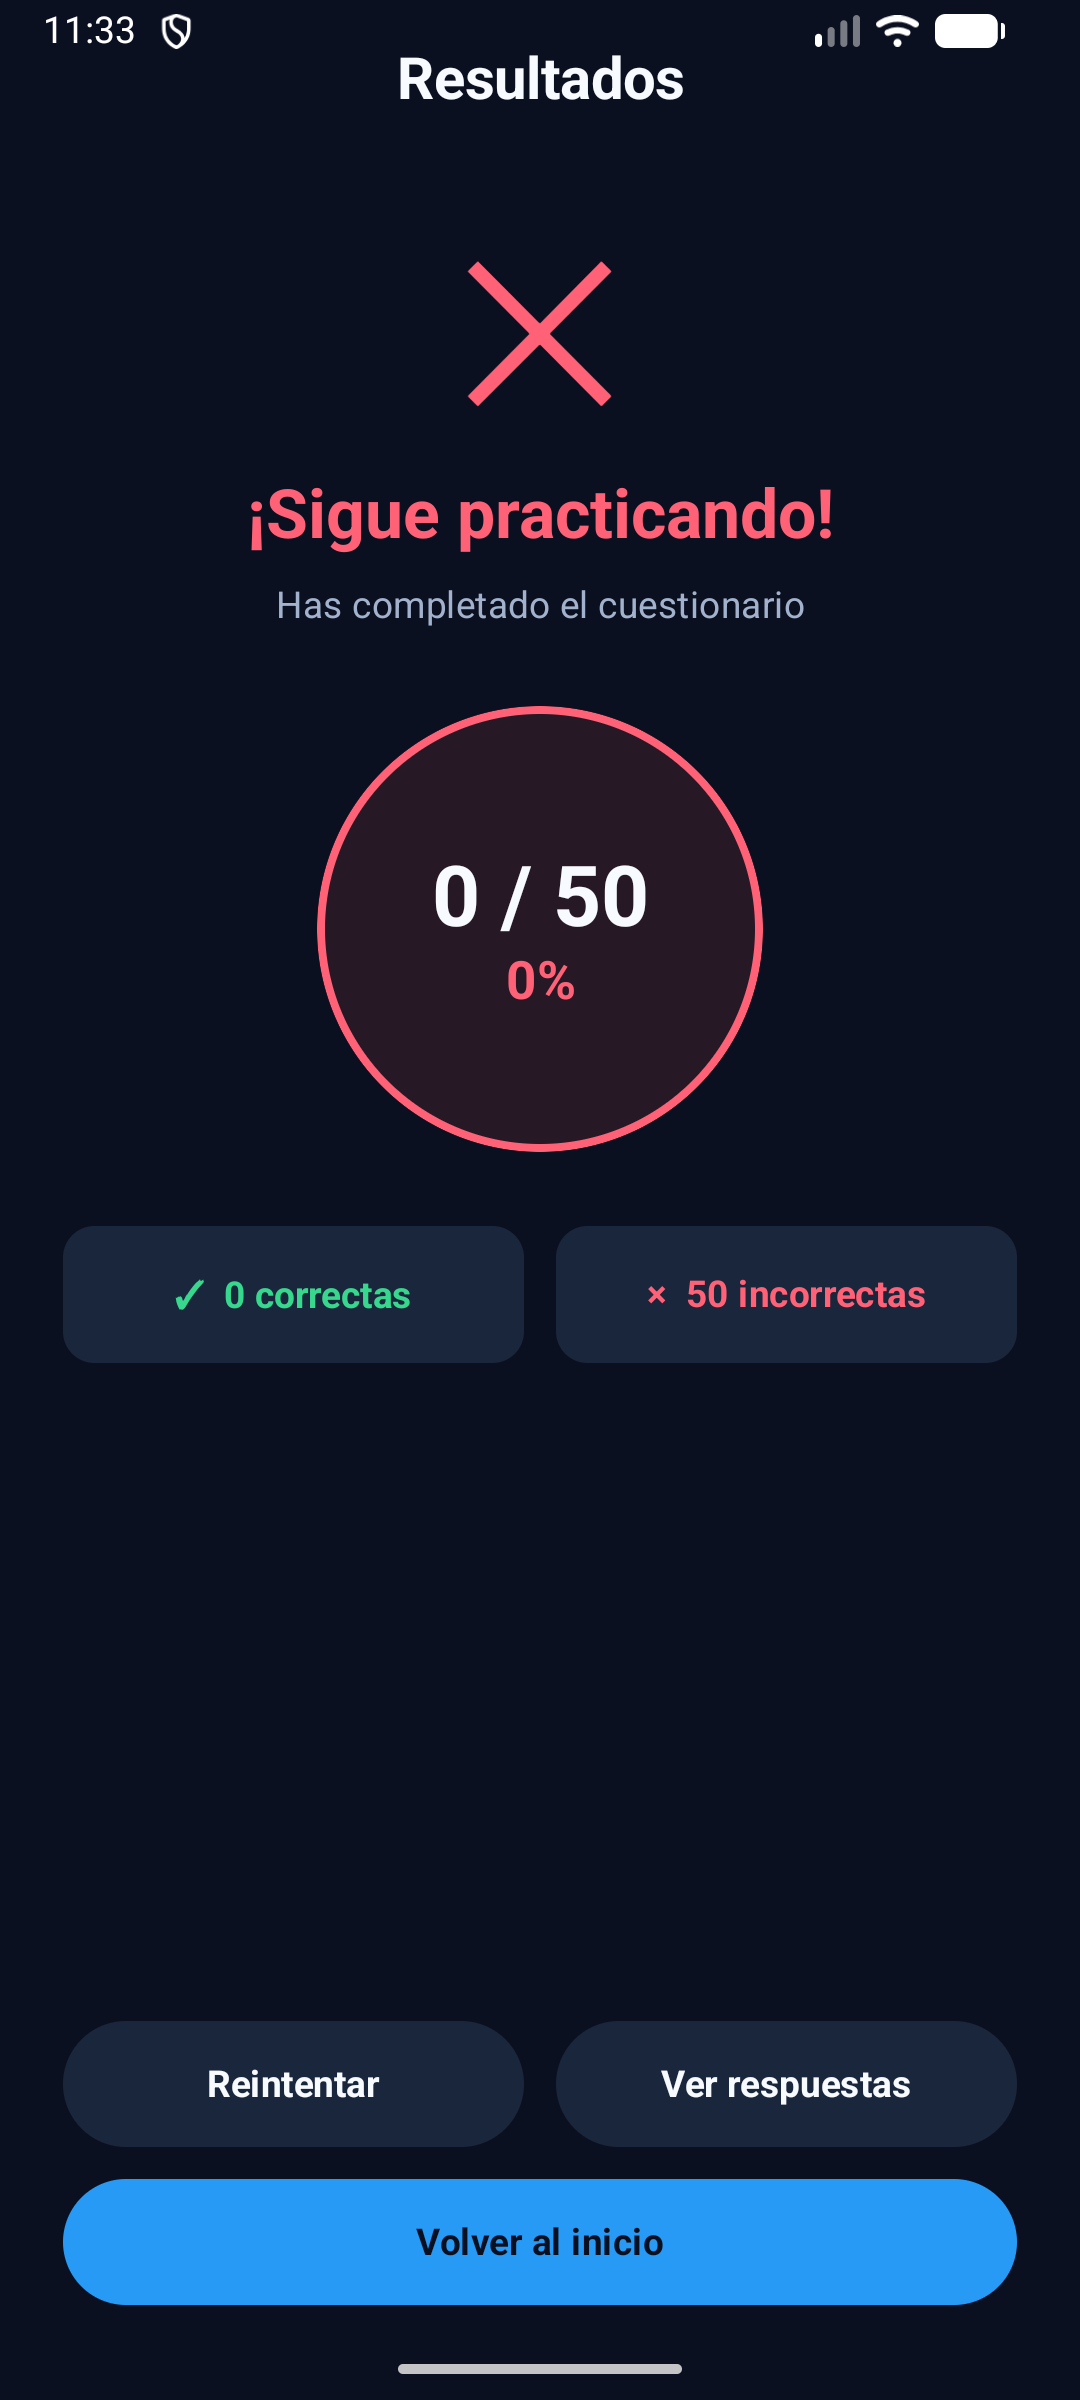 11:33
Resultados
¡Sigue practicando!
Has completado el cuestionario
0 / 50
0%
✓ 0 correctas
× 50 incorrectas
Reintentar
Ver respuestas
Volver al inicio